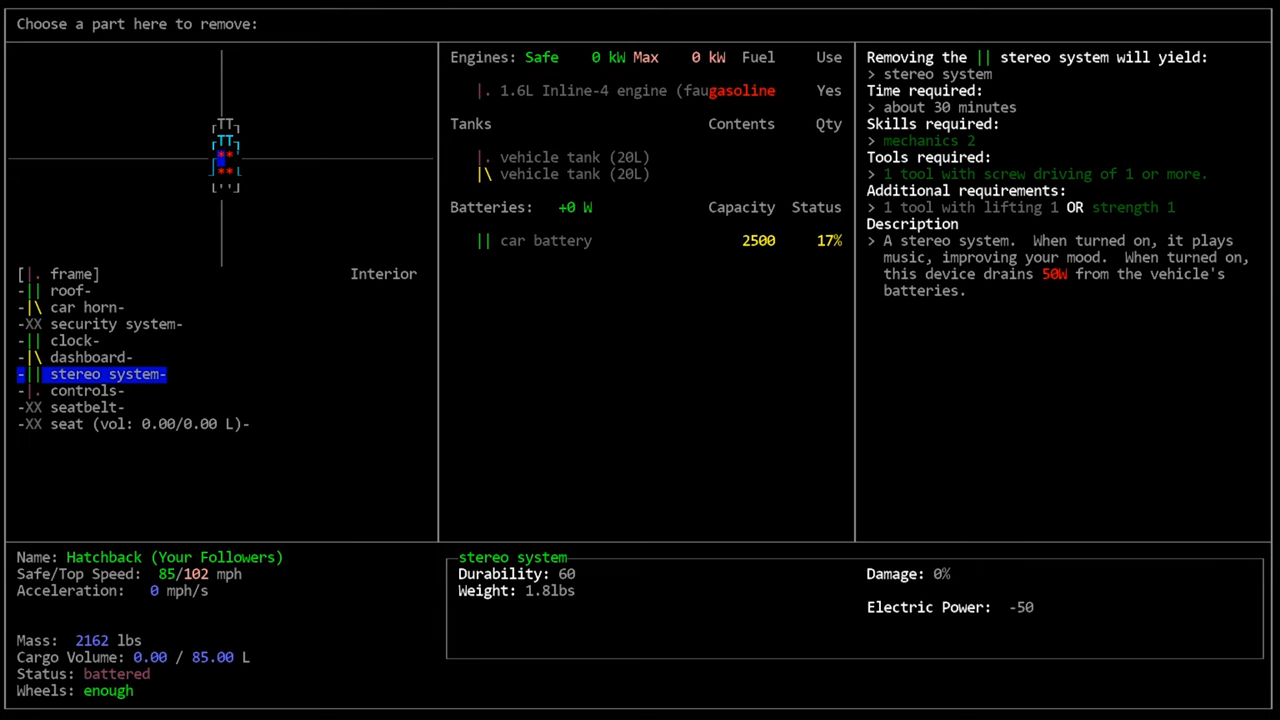 Choose a part here to remove:
┌TT┐
┌TT┐
**'
┘**└
└''┘
[|. frame] Interior
-|| roof-
-|\ car horn-
-XX security system-
-|| clock-
-|\ dashboard-
-|| stereo system-
-|. controls-
-XX seatbelt-
-XX seat (vol: 0.00/0.00 L)-
Engines: Safe 0 kW Max 0 kW Fuel Use
|. 1.6L Inline-4 engine (faugasoline Yes
Tanks Contents Qty
|. vehicle tank (20L)
|\ vehicle tank (20L)
Batteries: +0 W Capacity Status
|| car battery 2500 17%
Removing the || stereo system will yield:
> stereo system
Time required:
> about 30 minutes
Skills required:
> mechanics 2
Tools required:
> 1 tool with screw driving of 1 or more.
Additional requirements:
> 1 tool with lifting 1 OR strength 1
Description
> A stereo system. When turned on, it plays
music, improving your mood. When turned on,
this device drains 50W from the vehicle's
batteries.
Name: Hatchback (Your Followers)
Safe/Top Speed: 85/102 mph
Acceleration: 0 mph/s
Mass: 2162 lbs
Cargo Volume: 0.00 / 85.00 L
Status: battered
Wheels: enough
stereo system
Durability: 60 Damage: 0%
Weight: 1.8lbs
Electric Power: -50